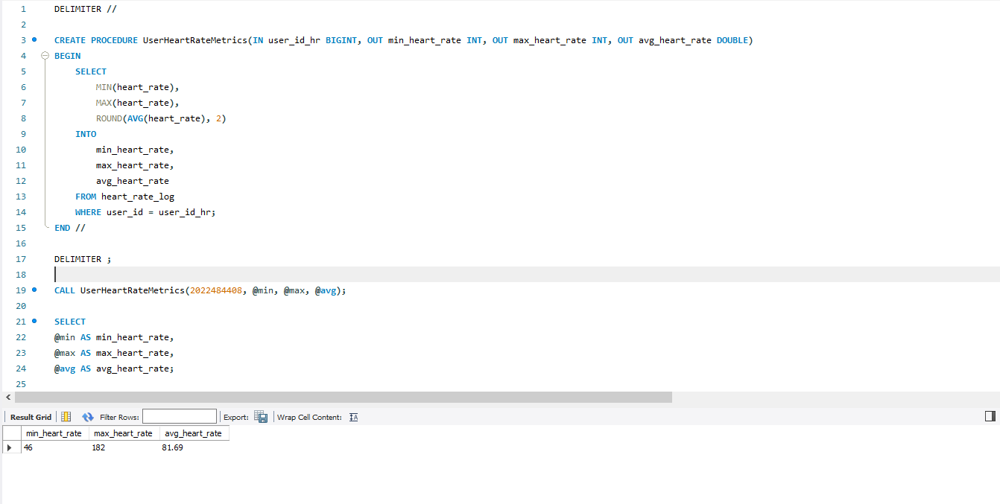 1 DELIMITER //
2
3 CREATE PROCEDURE UserHeartRateMetrics(IN user_id_hr BIGINT, OUT min_heart_rate INT, OUT max_heart_rate INT, OUT avg_heart_rate DOUBLE)
4 BEGIN
5 SELECT
6 MIN(heart_rate),
7 MAX(heart_rate),
8 ROUND(AVG(heart_rate), 2)
9 INTO
10 min_heart_rate,
11 max_heart_rate,
12 avg_heart_rate
13 FROM heart_rate_log
14 WHERE user_id = user_id_hr;
15 END //
16
17 DELIMITER ;
18
19 CALL UserHeartRateMetrics(2022484408, @min, @max, @avg);
20
21 SELECT
22 @min AS min_heart_rate,
23 @max AS max_heart_rate,
24 @avg AS avg_heart_rate;
25
Result Grid Filter Rows: Export: Wrap Cell Content:
min_heart_rate max_heart_rate avg_heart_rate
46 182 81.69